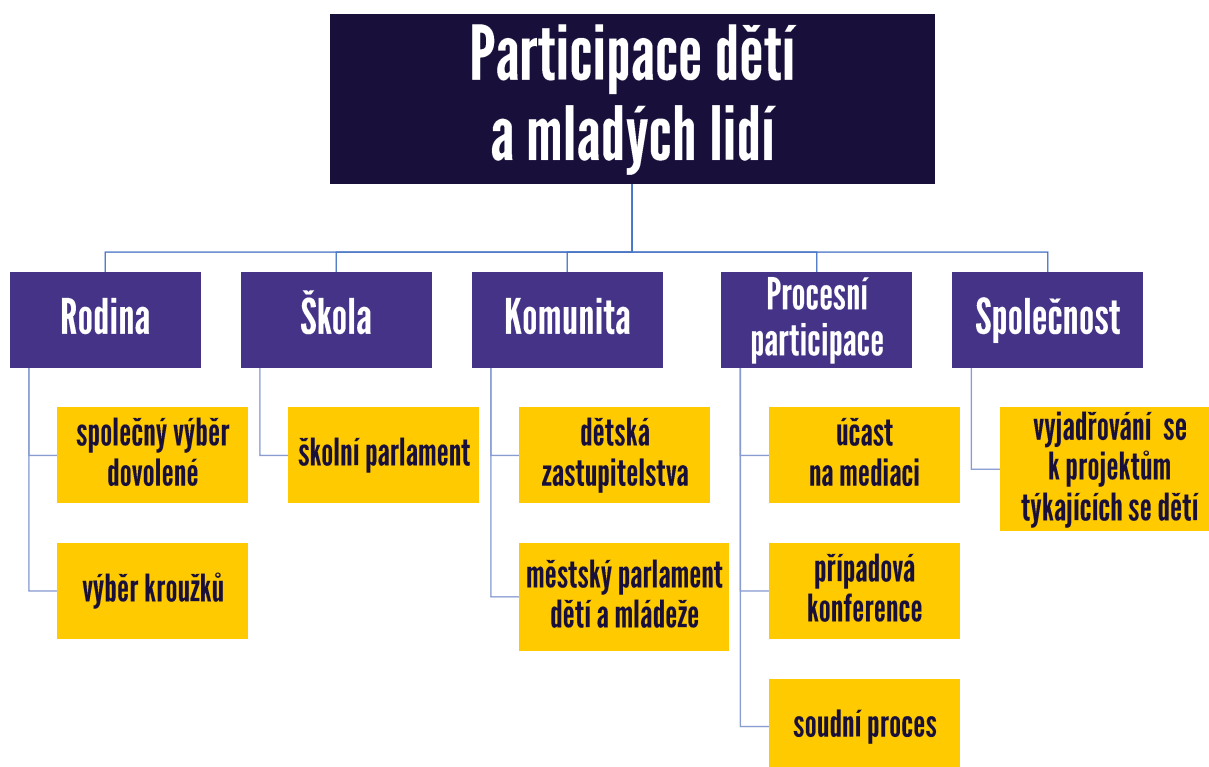 Participace dětí
a mladých lidí
Rodina
společný výběr
dovolené
výběr kroužků
Škola
školní parlament
Komunita
dětská
zastupitelstva
městský parlament
dětí a mládeže
Procesní
participace
účast
na mediaci
případová
konference
soudní proces
Společnost
vyjadřování se
k projektům
týkajících se dětí